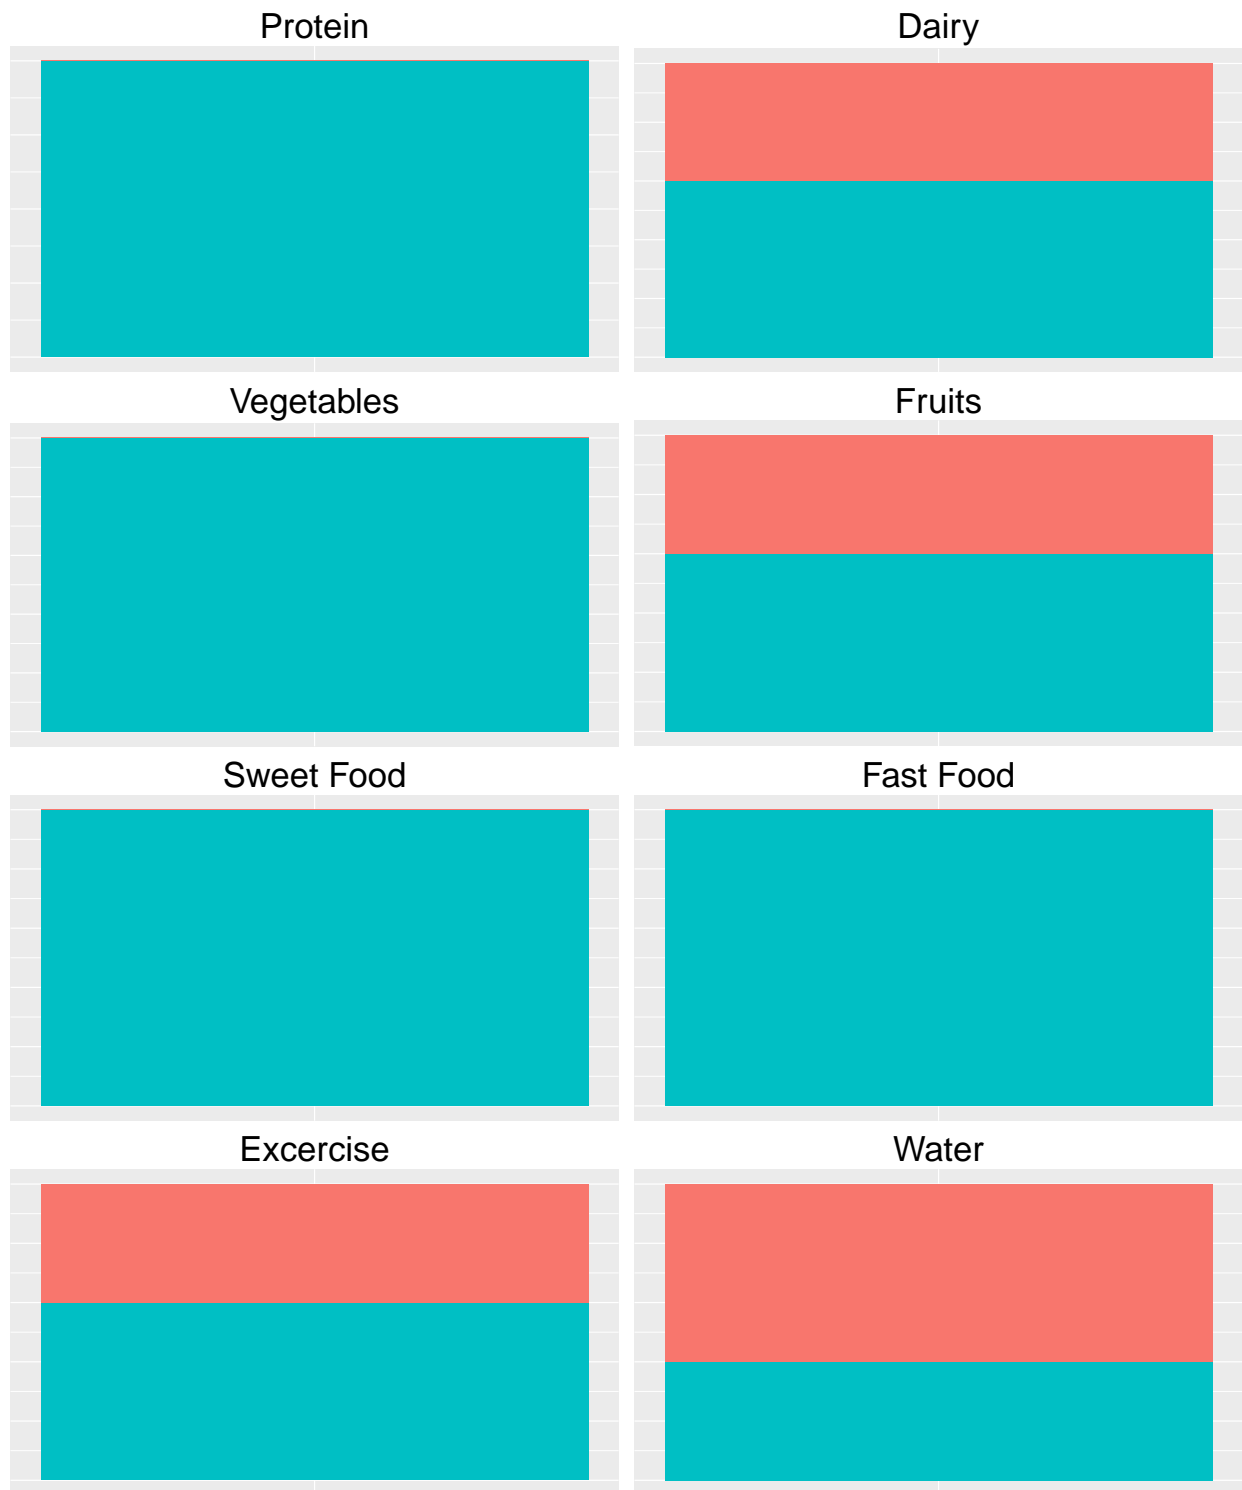 Protein
Dairy
Vegetables
Fruits
Sweet Food
Fast Food
Excercise
Water